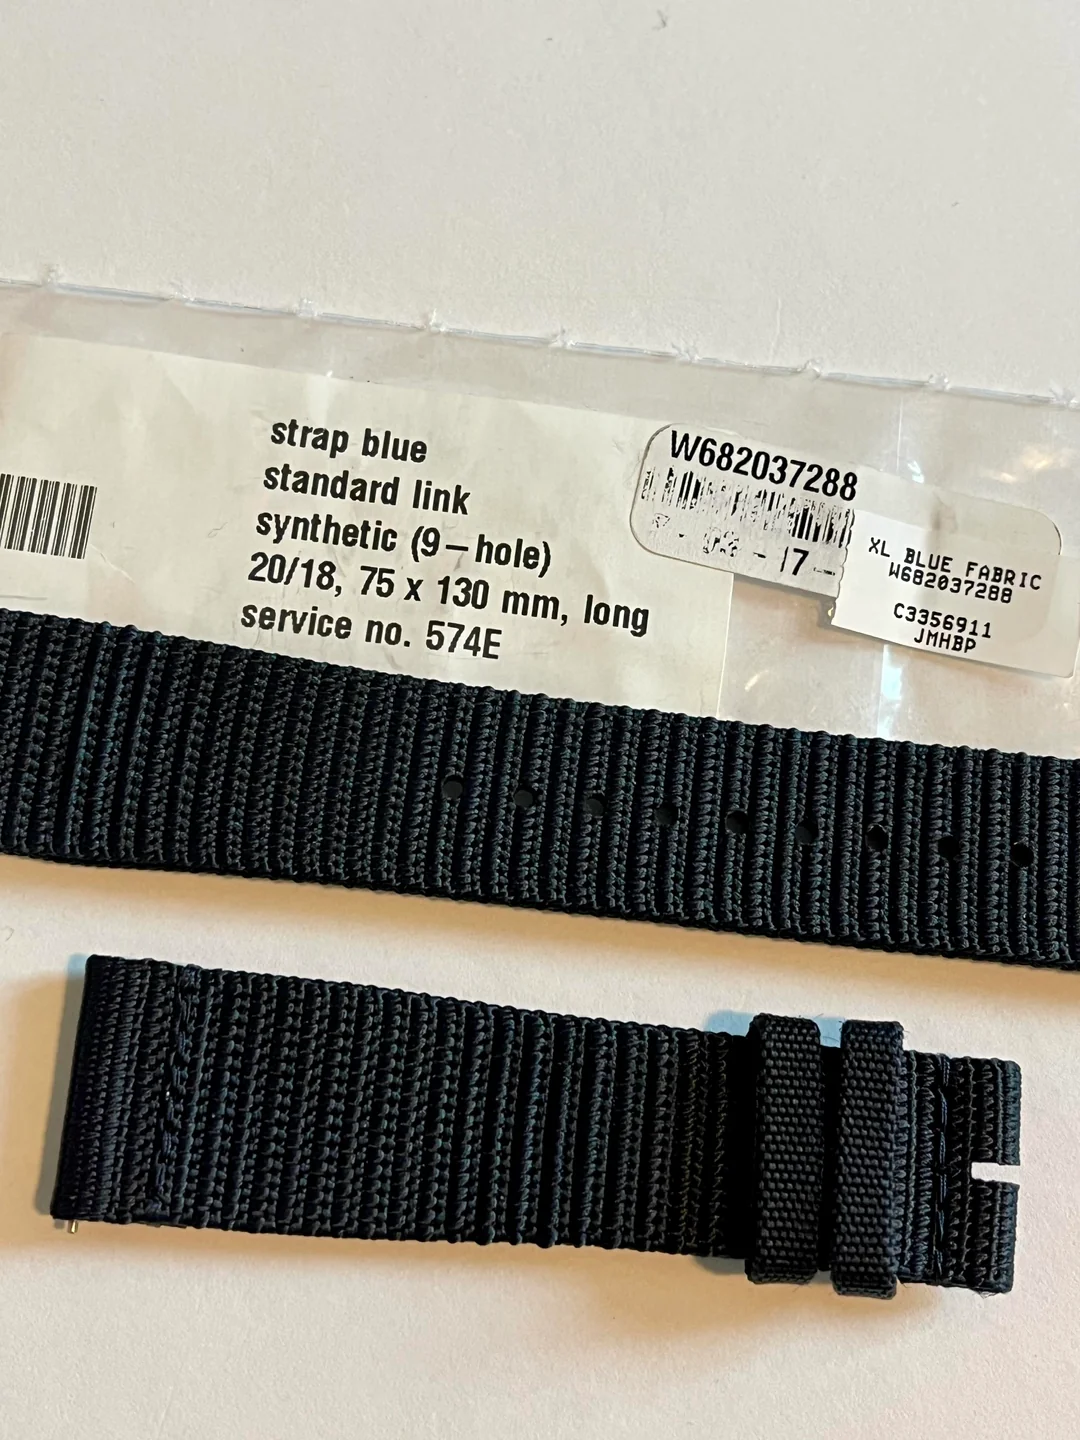 strap blue
standard link
synthetic (9–hole)
20/18, 75 x 130 mm, long
service no. 574E
W682037288
XL BLUE FABRIC
W682037288
C3356911
JMHBP